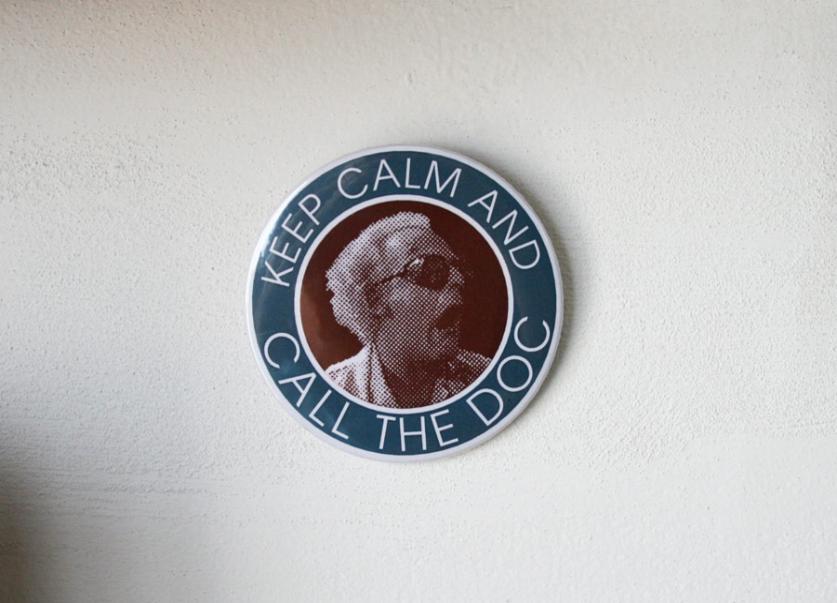 KEEP CALM AND
CALL THE DOC